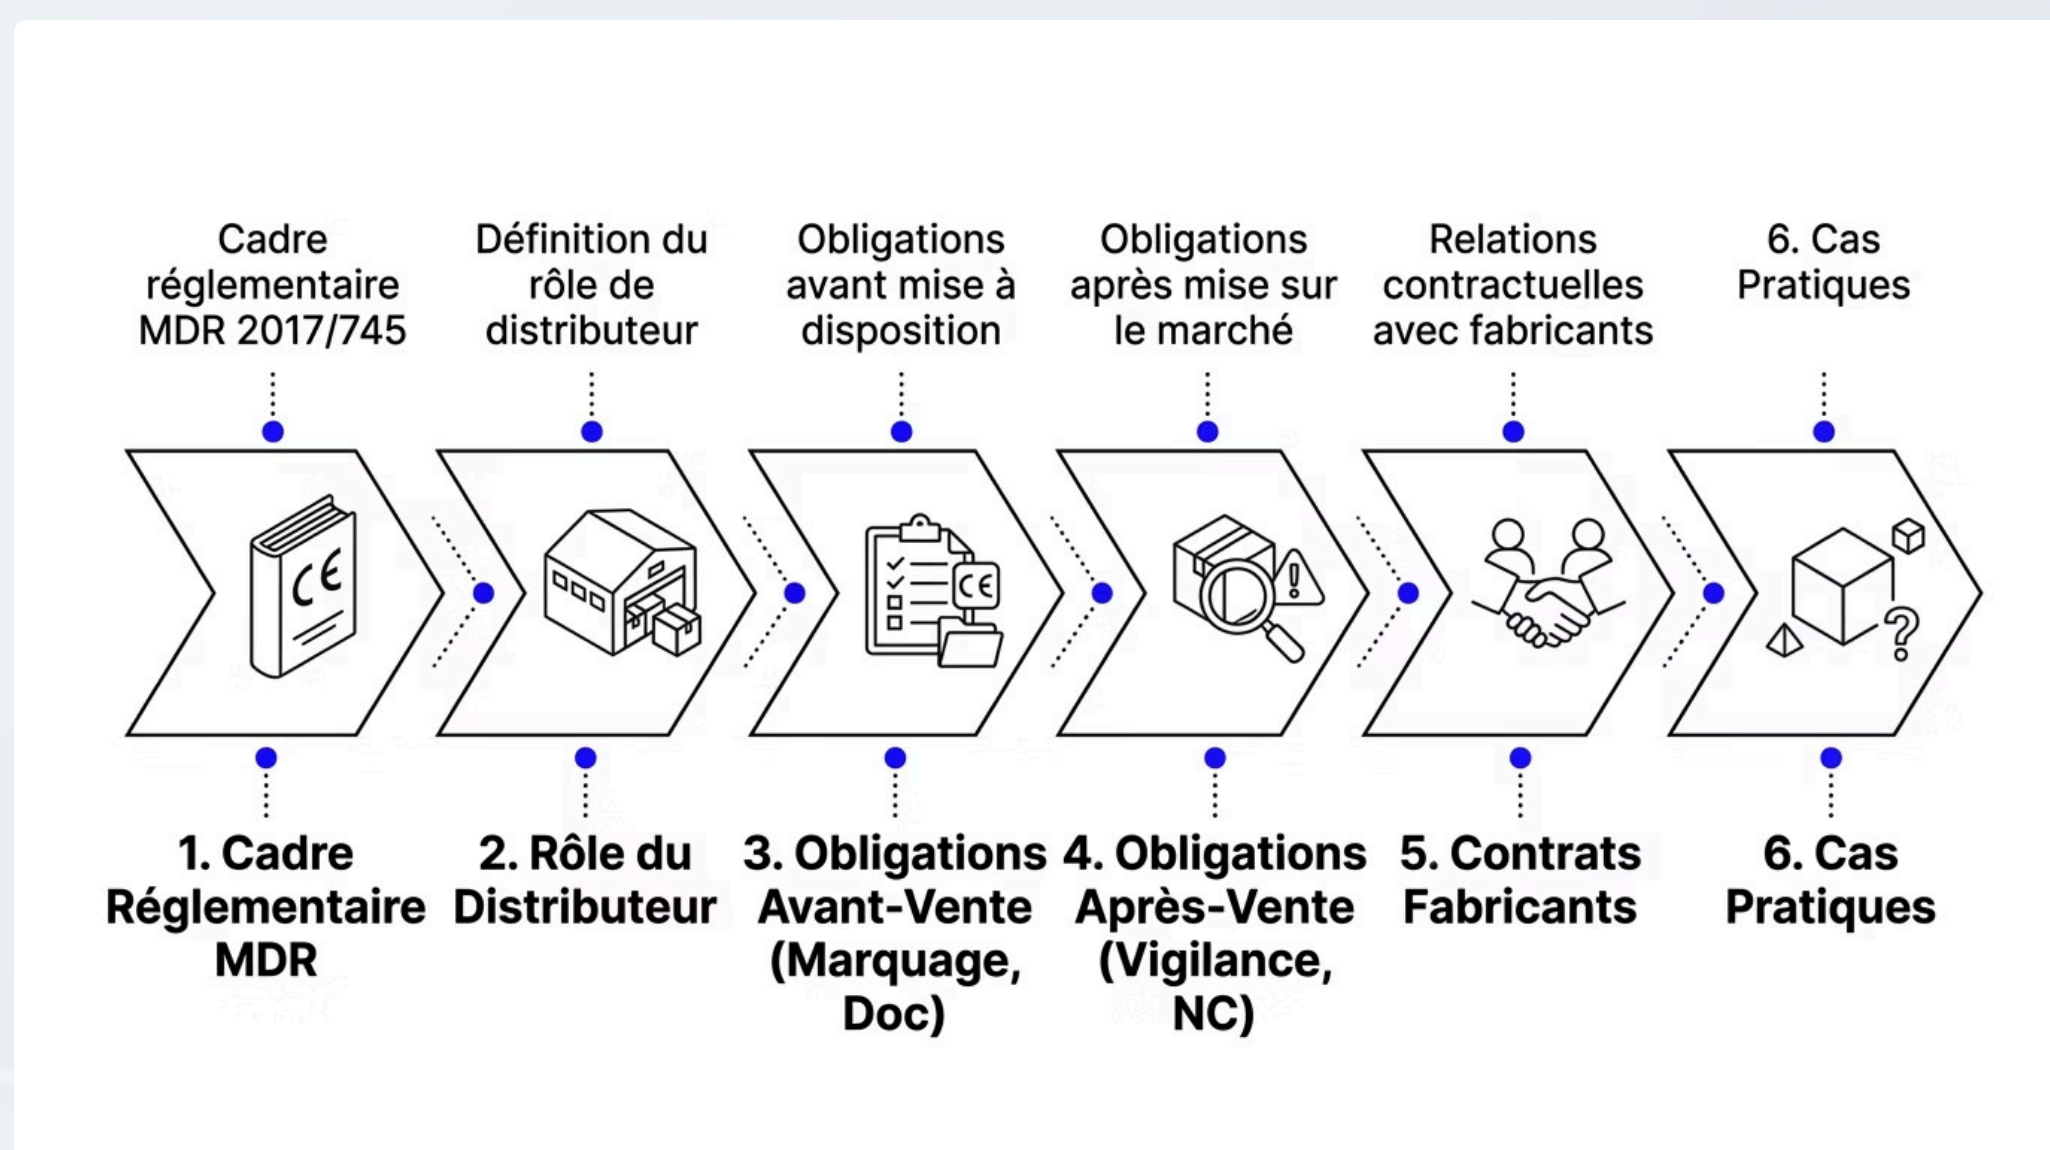 Cadre
réglementaire
MDR 2017/745
Définition du
rôle de
distributeur
Obligations
avant mise à
disposition
Obligations
après mise sur
le marché
Relations
contractuelles
avec fabricants
6. Cas
Pratiques
CE
CE
!
?
1. Cadre
Réglementaire
MDR
2. Rôle du
Distributeur
3. Obligations
Avant-Vente
(Marquage,
Doc)
4. Obligations
Après-Vente
(Vigilance,
NC)
5. Contrats
Fabricants
6. Cas
Pratiques